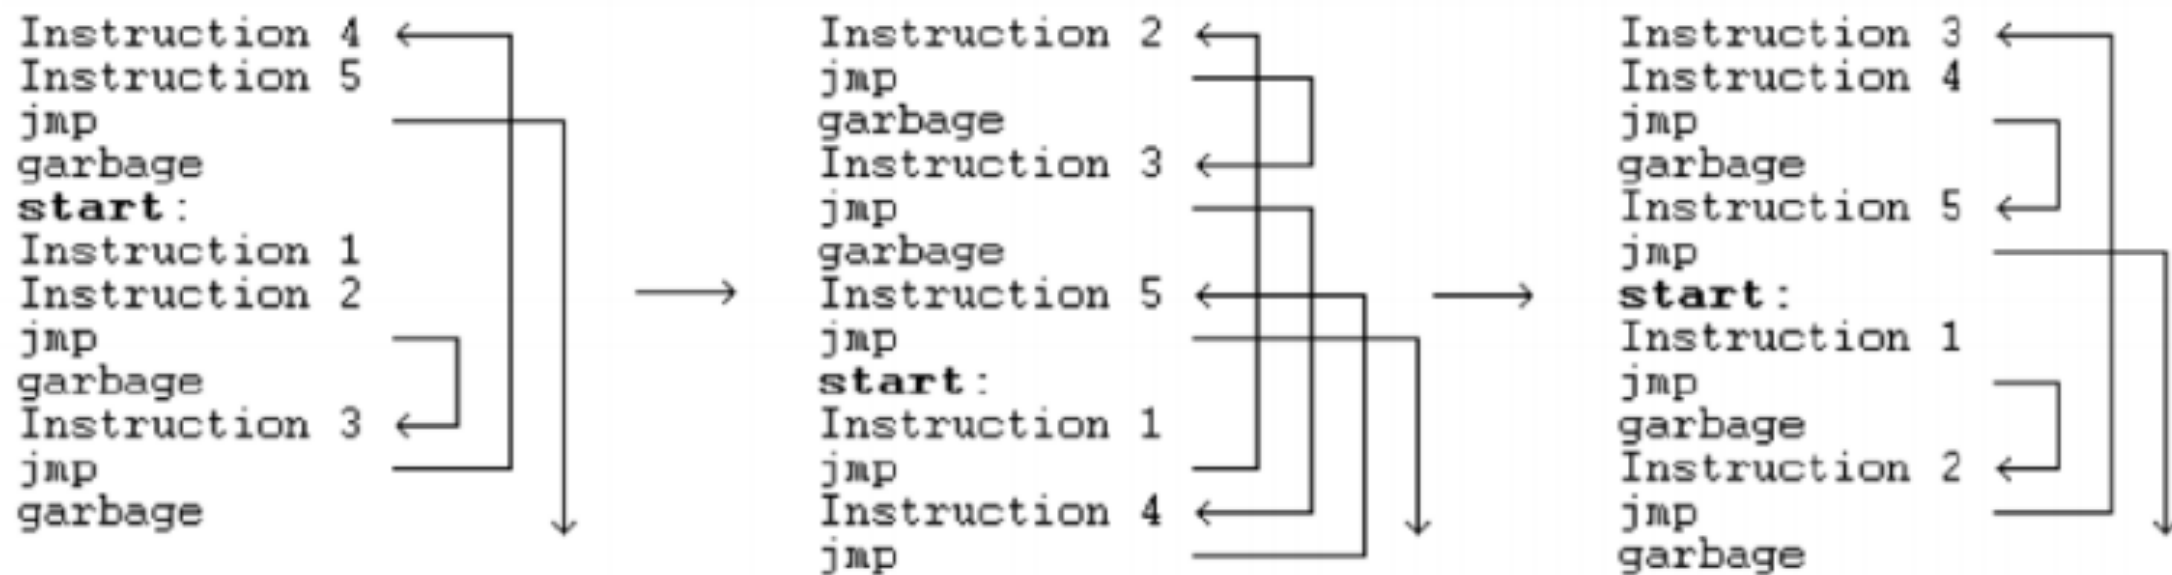 Instruction 4
Instruction 5
jmp
garbage
start:
Instruction 1
Instruction 2
jmp
garbage
Instruction 3
jmp
garbage
Instruction 2
jmp
garbage
Instruction 3
jmp
garbage
Instruction 5
jmp
start:
Instruction 1
jmp
Instruction 4
jmp
Instruction 3
Instruction 4
jmp
garbage
Instruction 5
jmp
start:
Instruction 1
jmp
garbage
Instruction 2
jmp
garbage